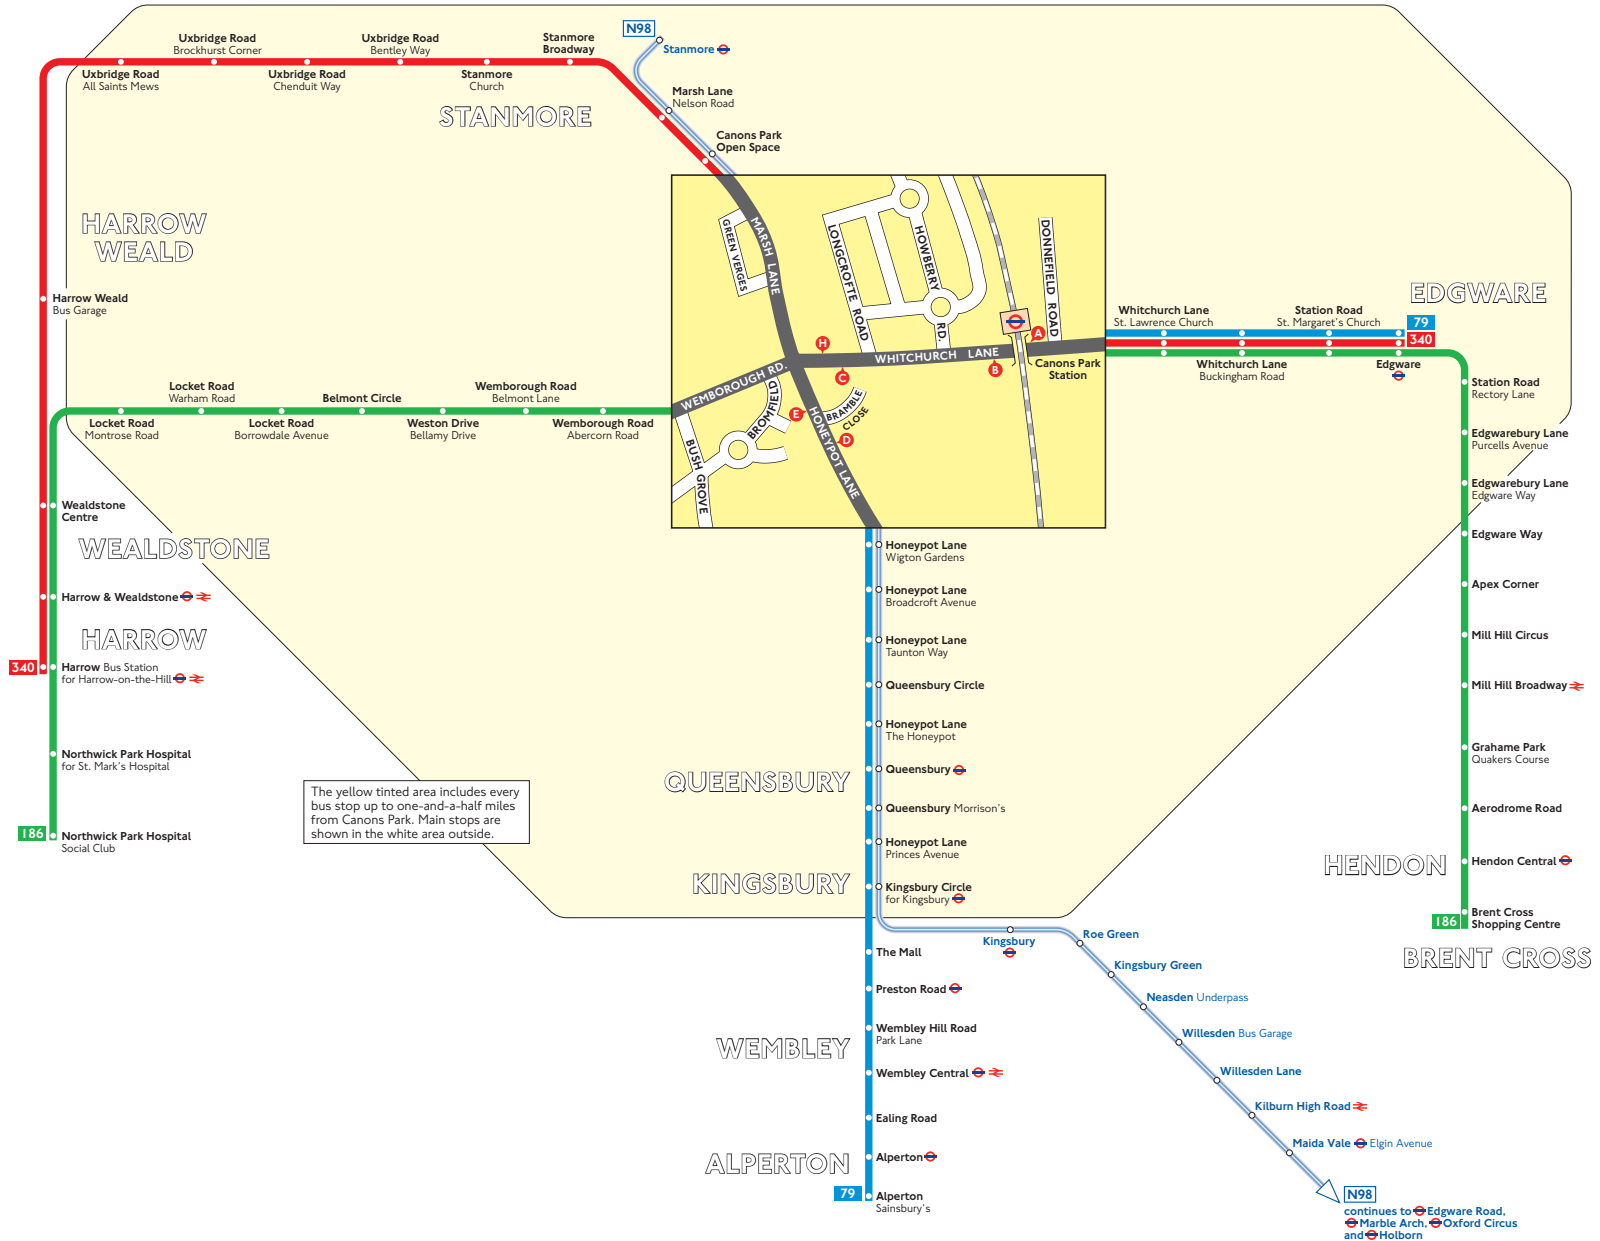 N98
Stanmore
Uxbridge Road
Brockhurst Corner
Uxbridge Road
Bentley Way
Stanmore
Broadway
Uxbridge Road
All Saints Mews
Uxbridge Road
Chenduit Way
Stanmore
Church
Marsh Lane
Nelson Road
Canons Park
Open Space
STANMORE
HARROW
WEALD
Harrow Weald
Bus Garage
GREEN VERGES
MARSH LANE
LONGCROFTE ROAD
HOWBERRY
RD.
DONNEFIELD ROAD
WHITCHURCH LANE
WEMBOROUGH RD.
HONEYPOT LANE
BROMFIELD
BRAMBLE
CLOSE
BUSH GROVE
A
B
C
D
E
H
Canons Park
Station
EDGWARE
Whitchurch Lane
St. Lawrence Church
Station Road
St. Margaret's Church
79
340
Whitchurch Lane
Buckingham Road
Edgware
Locket Road
Warham Road
Belmont Circle
Wemborough Road
Belmont Lane
Locket Road
Montrose Road
Locket Road
Borrowdale Avenue
Weston Drive
Bellamy Drive
Wemborough Road
Abercorn Road
Station Road
Rectory Lane
Edgwarebury Lane
Purcells Avenue
Edgwarebury Lane
Edgware Way
Edgware Way
Apex Corner
Mill Hill Circus
Mill Hill Broadway
Grahame Park
Quakers Course
Aerodrome Road
HENDON
Hendon Central
186
Brent Cross
Shopping Centre
BRENT CROSS
Wealdstone
Centre
WEALDSTONE
Harrow & Wealdstone
HARROW
340
Harrow Bus Station
for Harrow-on-the-Hill
Northwick Park Hospital
for St. Mark's Hospital
186
Northwick Park Hospital
Social Club
The yellow tinted area includes every
bus stop up to one-and-a-half miles
from Canons Park. Main stops are
shown in the white area outside.
Honeypot Lane
Wigton Gardens
Honeypot Lane
Broadcroft Avenue
Honeypot Lane
Taunton Way
Queensbury Circle
Honeypot Lane
The Honeypot
QUEENSBURY
Queensbury
Queensbury Morrison's
Honeypot Lane
Princes Avenue
KINGSBURY
Kingsbury Circle
for Kingsbury
The Mall
Preston Road
Wembley Hill Road
Park Lane
WEMBLEY
Wembley Central
Ealing Road
ALPERTON
Alperton
79
Alperton
Sainsbury's
Kingsbury
Roe Green
Kingsbury Green
Neasden Underpass
Willesden Bus Garage
Willesden Lane
Kilburn High Road
Maida Vale Elgin Avenue
N98
continues to Edgware Road,
Marble Arch, Oxford Circus
and Holborn